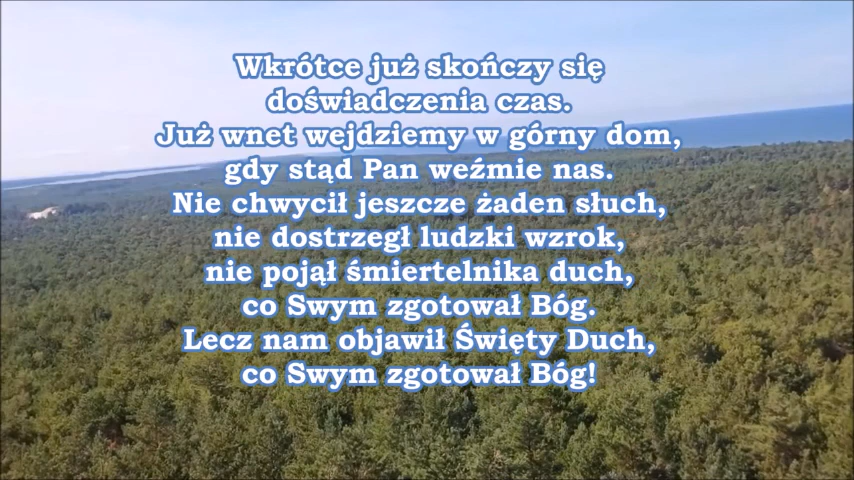 Wkrótce już skończy się
doświadczenia czas.
Już wnet wejdziemy w górny dom,
gdy stąd Pan weźmie nas.
Nie chwycił jeszcze żaden słuch,
nie dostrzegł ludzki wzrok,
nie pojął śmiertelnika duch,
co Swym zgotował Bóg.
Lecz nam objawił Święty Duch,
co Swym zgotował Bóg!